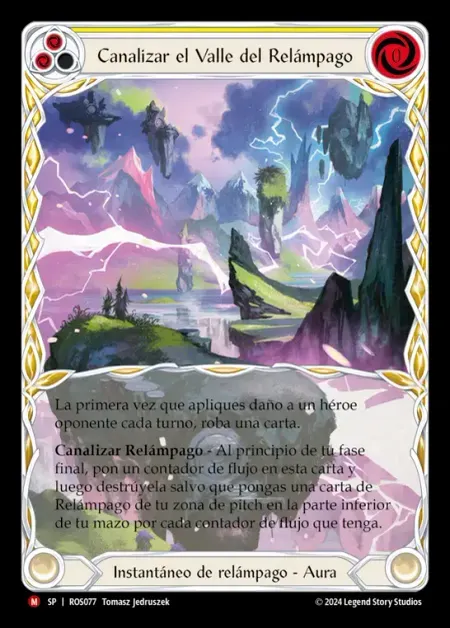 Canalizar el Valle del Relámpago
0
La primera vez que apliques daño a un héroe
oponente cada turno, roba una carta.
Canalizar Relámpago - Al principio de tu fase
final, pon un contador de flujo en esta carta y
luego destrúyela salvo que pongas una carta de
Relámpago de tu zona de pitch en la parte inferior
de tu mazo por cada contador de flujo que tenga.
Instantáneo de relámpago - Aura
M SP | ROS077 Tomasz Jedruszek © 2024 Legend Story Studios